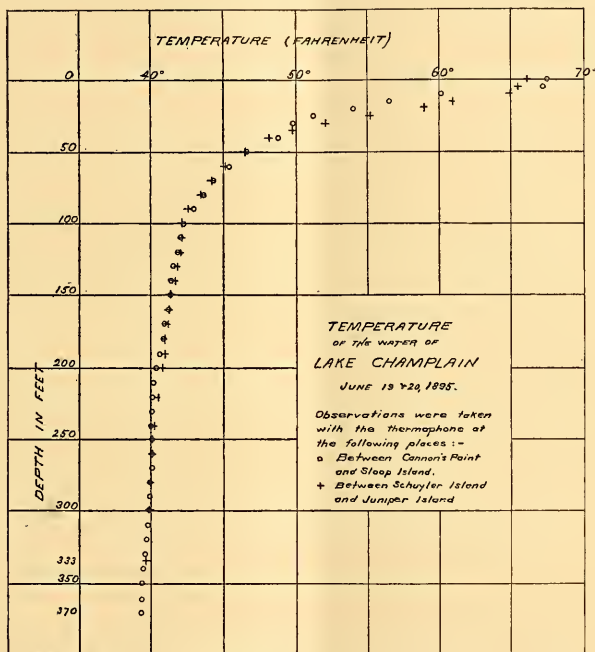 TEMPERATURE (FAHRENHEIT)
0 40° 50° 60° 70°
50
100
150
200
250
300
333
350
370
DEPTH IN FEET
TEMPERATURE
OF THE WATER OF
LAKE CHAMPLAIN
JUNE 19 & 20, 1895.
Observations were taken
with the thermophone at
the following places :-
o Between Cannon's Point
and Sloop Island.
+ Between Schuyler Island
and Juniper Island